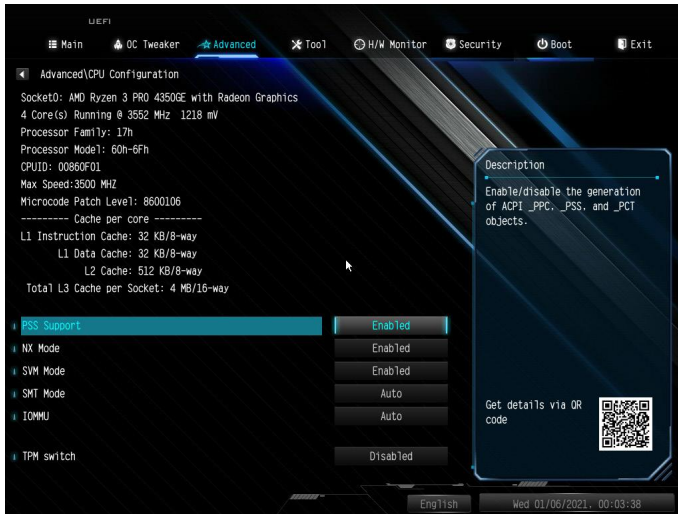 UEFI
Main OC Tweaker Advanced Tool H/W Monitor Security Boot Exit
Advanced\CPU Configuration
Socket0: AMD Ryzen 3 PRO 4350GE with Radeon Graphics
4 Core(s) Running @ 3552 MHz 1218 mV
Processor Family: 17h
Processor Model: 60h-6Fh
CPUID: 00860F01
Max Speed:3500 MHZ
Microcode Patch Level: 8600106
-------- Cache per core --------
L1 Instruction Cache: 32 KB/8-way
L1 Data Cache: 32 KB/8-way
L2 Cache: 512 KB/8-way
Total L3 Cache per Socket: 4 MB/16-way
PSS Support Enabled
NX Mode Enabled
SVM Mode Enabled
SMT Mode Auto
IOMMU Auto
TPM switch Disabled
Description
Enable/disable the generation
of ACPI _PPC. _PSS. and _PCT
objects.
Get details via QR
code
English Wed 01/06/2021. 00:03:38